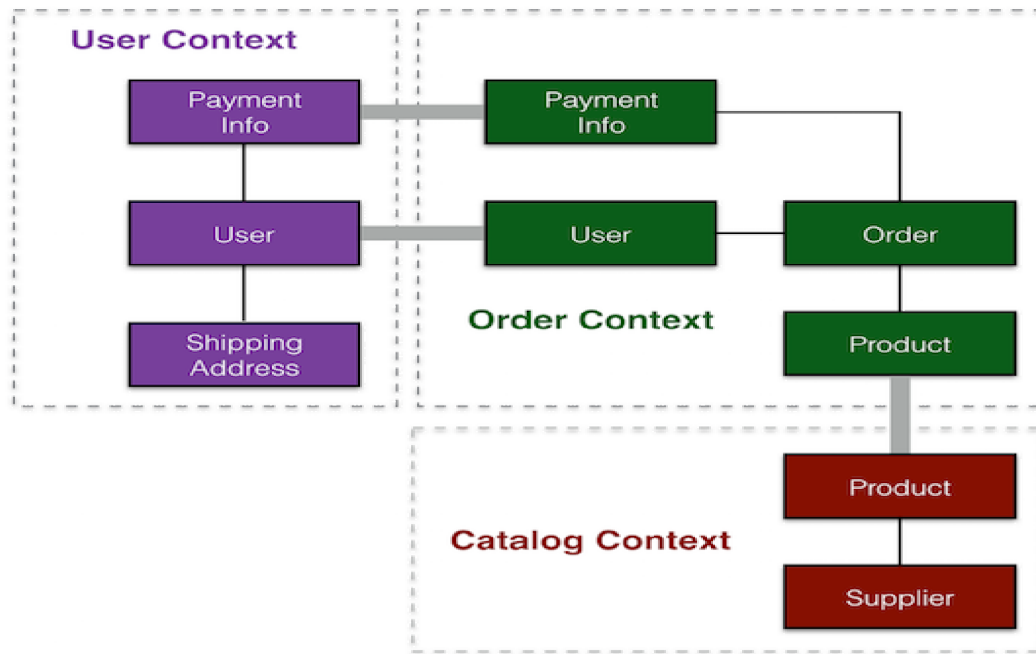 User Context
Payment
Info
User
Shipping
Address
Payment
Info
User
Order
Order Context
Product
Catalog Context
Product
Supplier